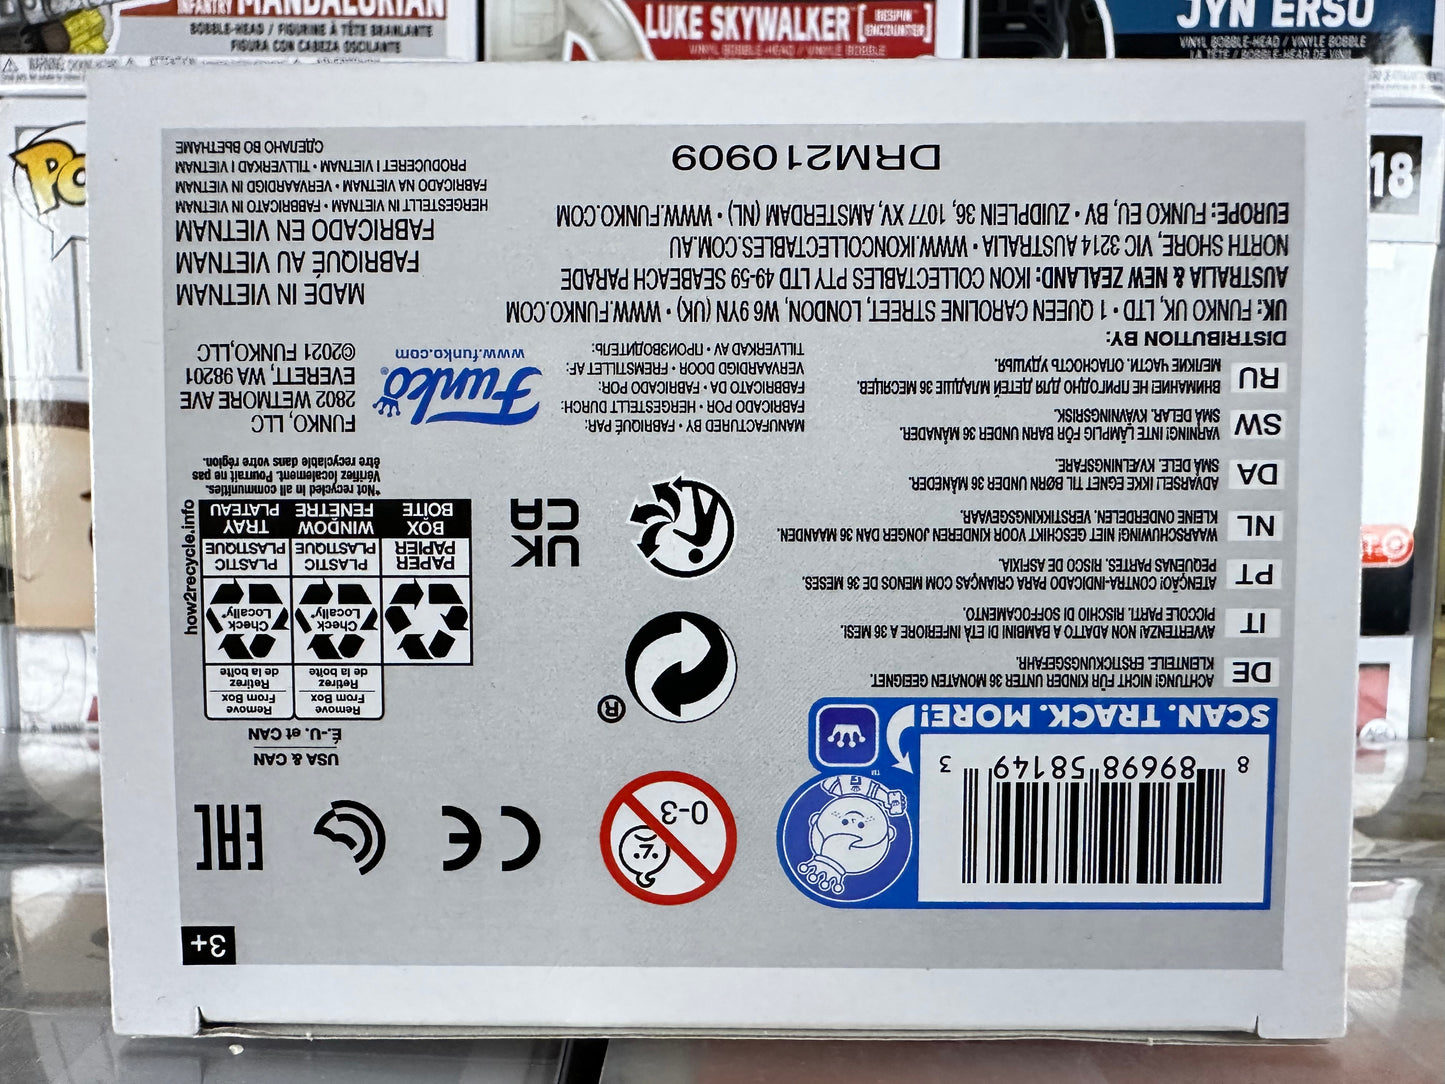 INFANTRY MANDALORIAN
BOBBLE-HEAD / FIGURINE À TÊTE BRANLANTE
FIGURA CON CABEZA OSCILANTE
LUKE SKYWALKER [BESPIN ENCOUNTER]
VINYL BOBBLE-HEAD / VINYLE BOBBLE
JYN ERSO
VINYL BOBBLE-HEAD / VINYLE BOBBLE
LA TÊTE / BOBBLE-HEAD DE VINIL
18
3+
EAC
CE
0-3
8 89698 58149 3
SCAN. TRACK. MORE!
™
USA & CAN
É.-U. et CAN
Remove
From Box
Retirez
de la boîte
Remove
From Box
Retirez
de la boîte
Check
Locally*
Check
Locally*
PAPER
PAPIER
PLASTIC
PLASTIQUE
PLASTIC
PLASTIQUE
BOX
BOÎTE
WINDOW
FENÊTRE
TRAY
PLATEAU
how2recycle.info
*Not recycled in all communities.
Vérifiez localement. Pourrait ne pas
être recyclable dans votre région.
®
UK
CA
DE
ACHTUNG! NICHT FÜR KINDER UNTER 36 MONATEN GEEIGNET.
KLEINTEILE. ERSTICKUNGSGEFAHR.
IT
AVVERTENZA! NON ADATTO A BAMBINI DI ETÀ INFERIORE A 36 MESI.
PICCOLE PARTI. RISCHIO DI SOFFOCAMENTO.
PT
ATENÇÃO! CONTRA-INDICADO PARA CRIANÇAS COM MENOS DE 36 MESES.
PEQUENAS PARTES. RISCO DE ASFIXIA.
NL
WAARSCHUWING! NIET GESCHIKT VOOR KINDEREN JONGER DAN 36 MAANDEN.
KLEINE ONDERDELEN. VERSTIKKINGSGEVAAR.
DA
ADVARSEL! IKKE EGNET TIL BØRN UNDER 36 MÅNEDER.
SMÅ DELE. KVÆLNINGSFARE.
SW
VARNING! INTE LÄMPLIG FÖR BARN UNDER 36 MÅNADER.
SMÅ DELAR. KVÄVNINGSRISK.
RU
ВНИМАНИЕ! НЕ ПРИГОДНО ДЛЯ ДЕТЕЙ МЛАДШЕ 36 МЕСЯЦЕВ.
МЕЛКИЕ ЧАСТИ. ОПАСНОСТЬ УДУШЬЯ.
MANUFACTURED BY • FABRIQUÉ PAR:
FABRICADO POR • HERGESTELLT DURCH:
FABBRICATO DA • FABRICADO POR:
VERVAARDIGD DOOR • FREMSTILLET AF:
TILLVERKAD AV • ПРОИЗВОДИТЕЛЬ:
Funko®
www.funko.com
FUNKO, LLC
2802 WETMORE AVE
EVERETT, WA 98201
©2021 FUNKO,LLC
DISTRIBUTION BY:
UK: FUNKO UK, LTD • 1 QUEEN CAROLINE STREET, LONDON, W6 9YN (UK) • WWW.FUNKO.COM
AUSTRALIA & NEW ZEALAND: IKON COLLECTABLES PTY LTD 49-59 SEABEACH PARADE
NORTH SHORE, VIC 3214 AUSTRALIA • WWW.IKONCOLLECTABLES.COM.AU
EUROPE: FUNKO EU, BV • ZUIDPLEIN 36, 1077 XV, AMSTERDAM (NL) • WWW.FUNKO.COM
MADE IN VIETNAM
FABRIQUÉ AU VIETNAM
FABRICADO EN VIETNAM
HERGESTELLT IN VIETNAM • FABBRICATO IN VIETNAM
FABRICADO NA VIETNAM • VERVAARDIGD IN VIETNAM
PRODUCERET I VIETNAM • TILLVERKAD I VIETNAM
СДЕЛАНО ВО ВЬЕТНАМЕ
DRM210909